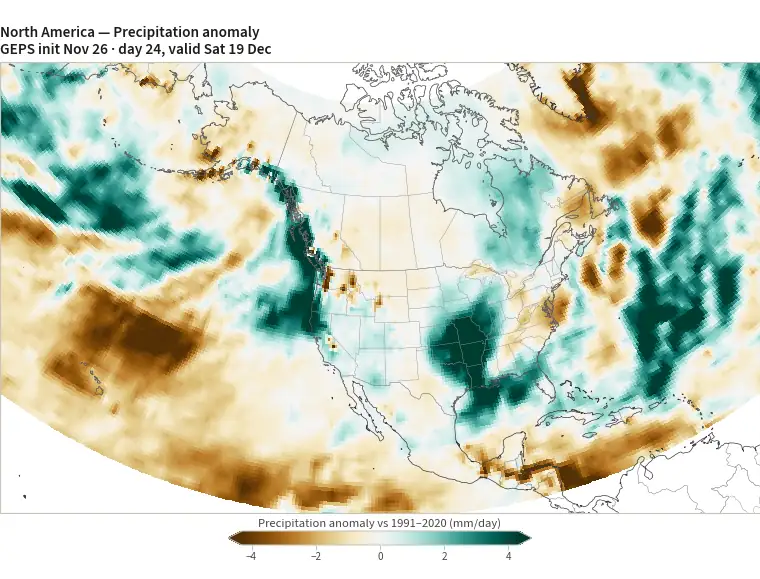 North America — Precipitation anomaly
GEPS init Nov 26 · day 24, valid Sat 19 Dec
Precipitation anomaly vs 1991–2020 (mm/day)
−4 −2 0 2 4